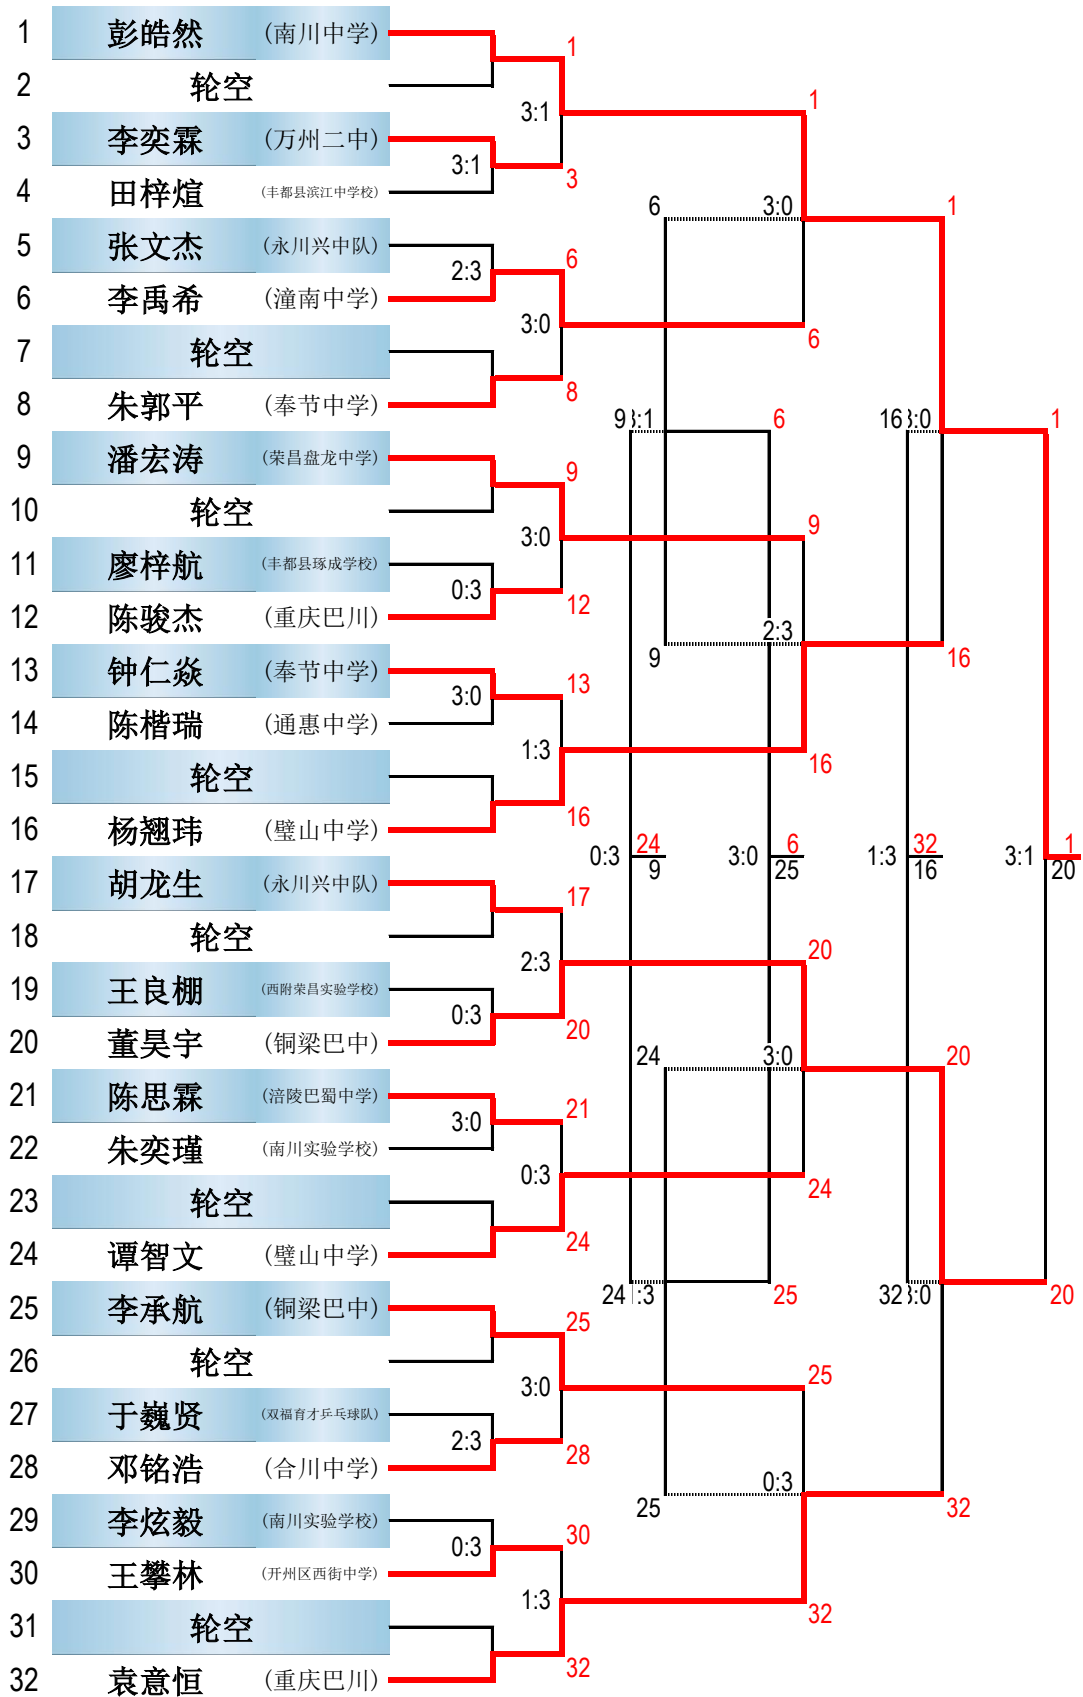 1 彭皓然 (南川中学)
1
2 轮空
3:1
1
3 李奕霖 (万州二中)
3:1
3
4 田梓煊 (丰都县滨江中学校)
6 3:0 1
5 张文杰 (永川兴中队)
2:3 6
6 李禹希 (潼南中学)
3:0 6
7 轮空
8
8 朱郭平 (奉节中学)
9 3:1 6 16 3:0 1
9 潘宏涛 (荣昌盘龙中学)
9
10 轮空
3:0 9
11 廖梓航 (丰都县琢成学校)
0:3
12
12 陈骏杰 (重庆巴川)
2:3
9 16
13 钟仁焱 (奉节中学)
3:0 13
14 陈楷瑞 (通惠中学)
1:3 16
15 轮空
16
16 杨翘玮 (璧山中学)
0:3 24 3:0 6 1:3 32 3:1 1
9 25 16 20
17 胡龙生 (永川兴中队)
17
18 轮空
2:3 20
19 王良棚 (西附荣昌实验学校)
0:3
20
20 董昊宇 (铜梁巴中)
24 3:0 20
21 陈思霖 (涪陵巴蜀中学)
3:0 21
22 朱奕瑾 (南川实验学校)
0:3 24
23 轮空
24
24 谭智文 (璧山中学)
24 1:3 25 32 3:0 20
25 李承航 (铜梁巴中)
25
26 轮空
3:0 25
27 于巍贤 (双福育才乒乓球队)
2:3
28
28 邓铭浩 (合川中学)
0:3
25 32
29 李炫毅 (南川实验学校)
0:3 30
30 王攀林 (开州区西街中学)
1:3 32
31 轮空
32
32 袁意恒 (重庆巴川)